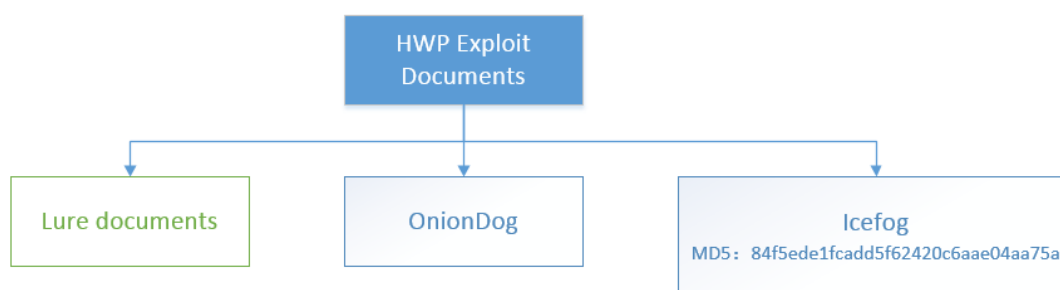 HWP Exploit
Documents
Lure documents
OnionDog
Icefog
MD5：84f5ede1fcadd5f62420c6aae04aa75a